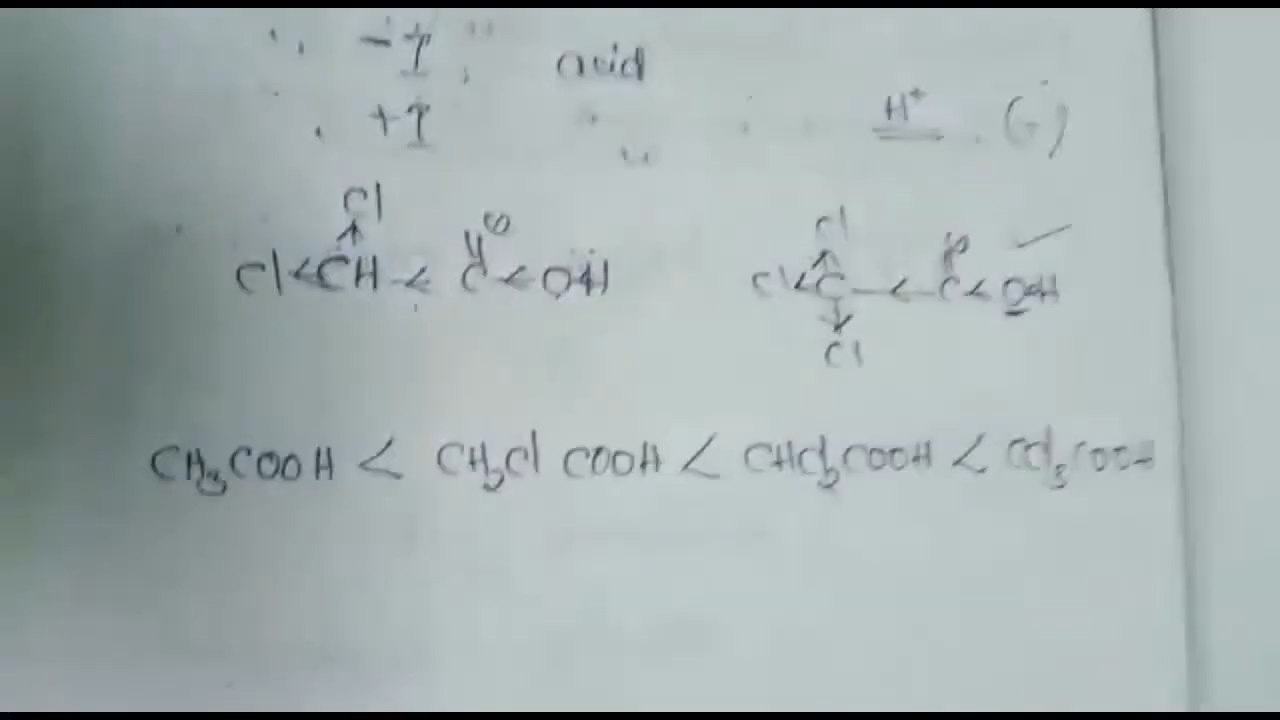 -I acid
+I H⁺
Cl Cl
Cl<CH<C<OH Cl<C—<C<OH
Cl
CH₃COOH < CH₂Cl COOH < CHCl₂COOH < CCl₃COOH